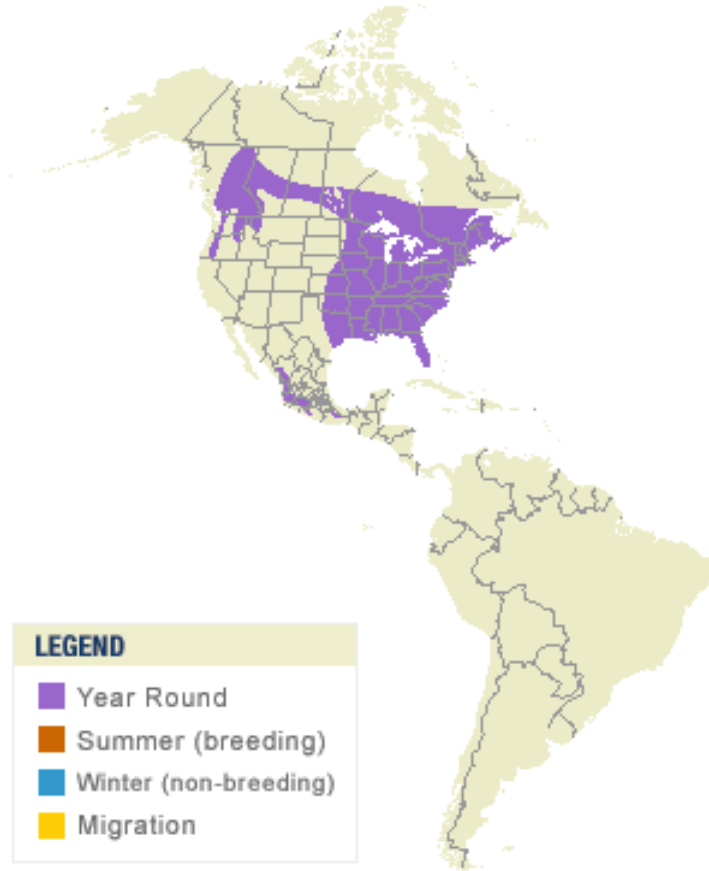 LEGEND
Year Round
Summer (breeding)
Winter (non-breeding)
Migration